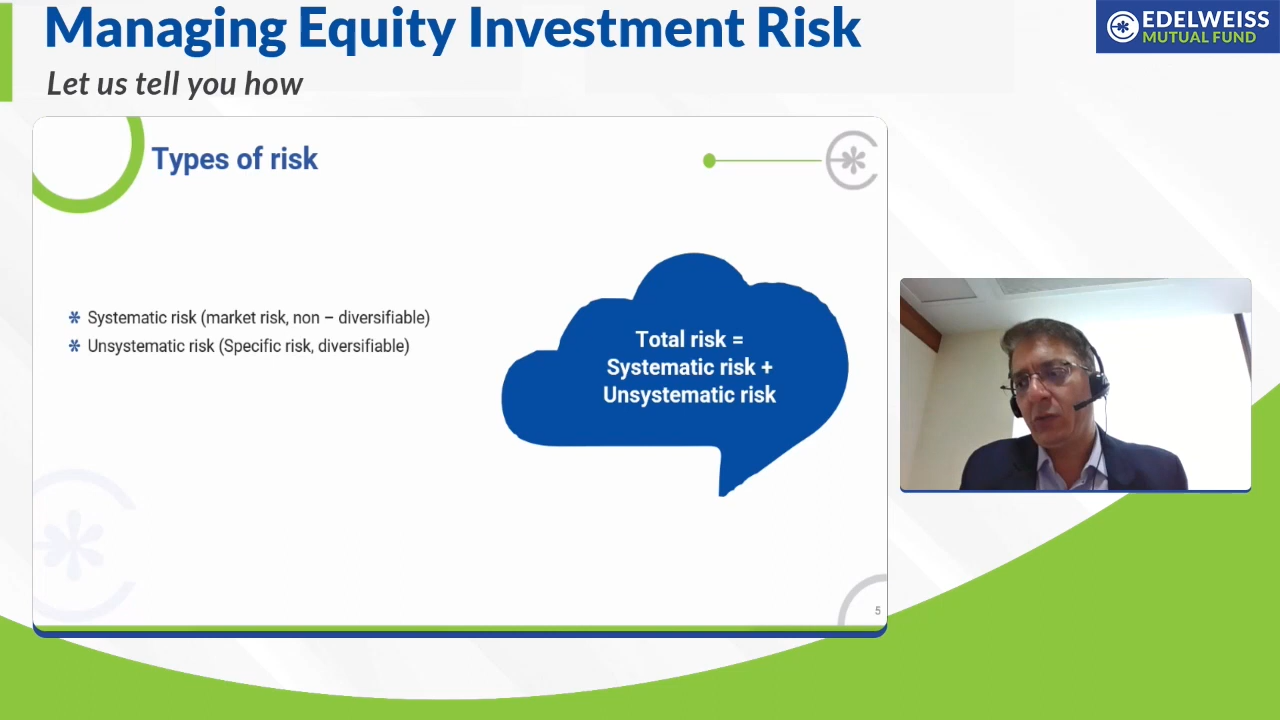 Managing Equity Investment Risk
Let us tell you how
EDELWEISS
MUTUAL FUND
Types of risk
Systematic risk (market risk, non – diversifiable)
Unsystematic risk (Specific risk, diversifiable)
Total risk =
Systematic risk +
Unsystematic risk
5